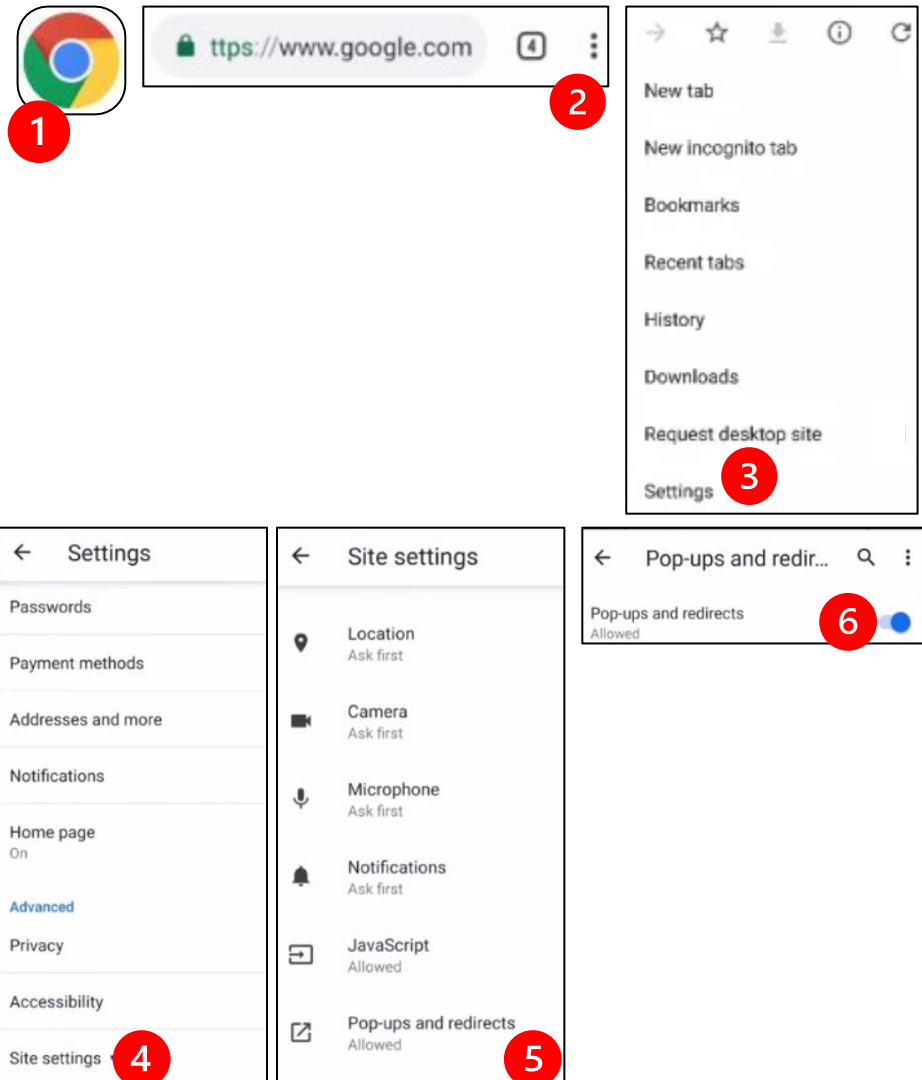 1
ttps://www.google.com
4
2
New tab
New incognito tab
Bookmarks
Recent tabs
History
Downloads
Request desktop site
Settings
3
Settings
Passwords
Payment methods
Addresses and more
Notifications
Home page
On
Advanced
Privacy
Accessibility
Site settings
4
Site settings
Location
Ask first
Camera
Ask first
Microphone
Ask first
Notifications
Ask first
JavaScript
Allowed
Pop-ups and redirects
Allowed
5
Pop-ups and redir...
Pop-ups and redirects
Allowed
6